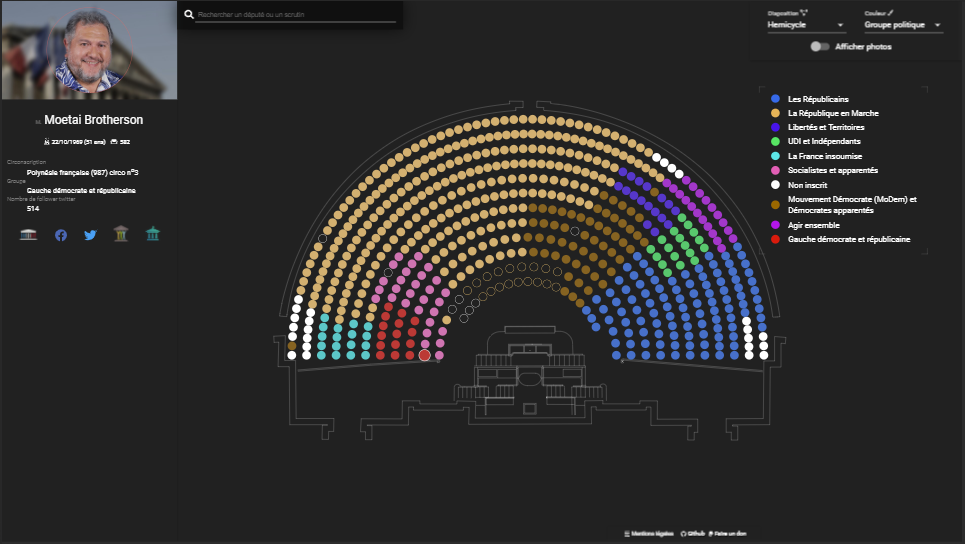 Rechercher un député ou un scrutin
Disposition
Hemicycle
Couleur
Groupe politique
Afficher photos
M. Moetai Brotherson
22/10/1969 (51 ans) 582
Circonscription
Polynésie française (987) circo n°3
Groupe
Gauche démocrate et républicaine
Nombre de follower twitter
514
Les Républicains
La République en Marche
Libertés et Territoires
UDI et Indépendants
La France insoumise
Socialistes et apparentés
Non inscrit
Mouvement Démocrate (MoDem) et
Démocrates apparentés
Agir ensemble
Gauche démocrate et républicaine
Mentions légales Github Faire un don